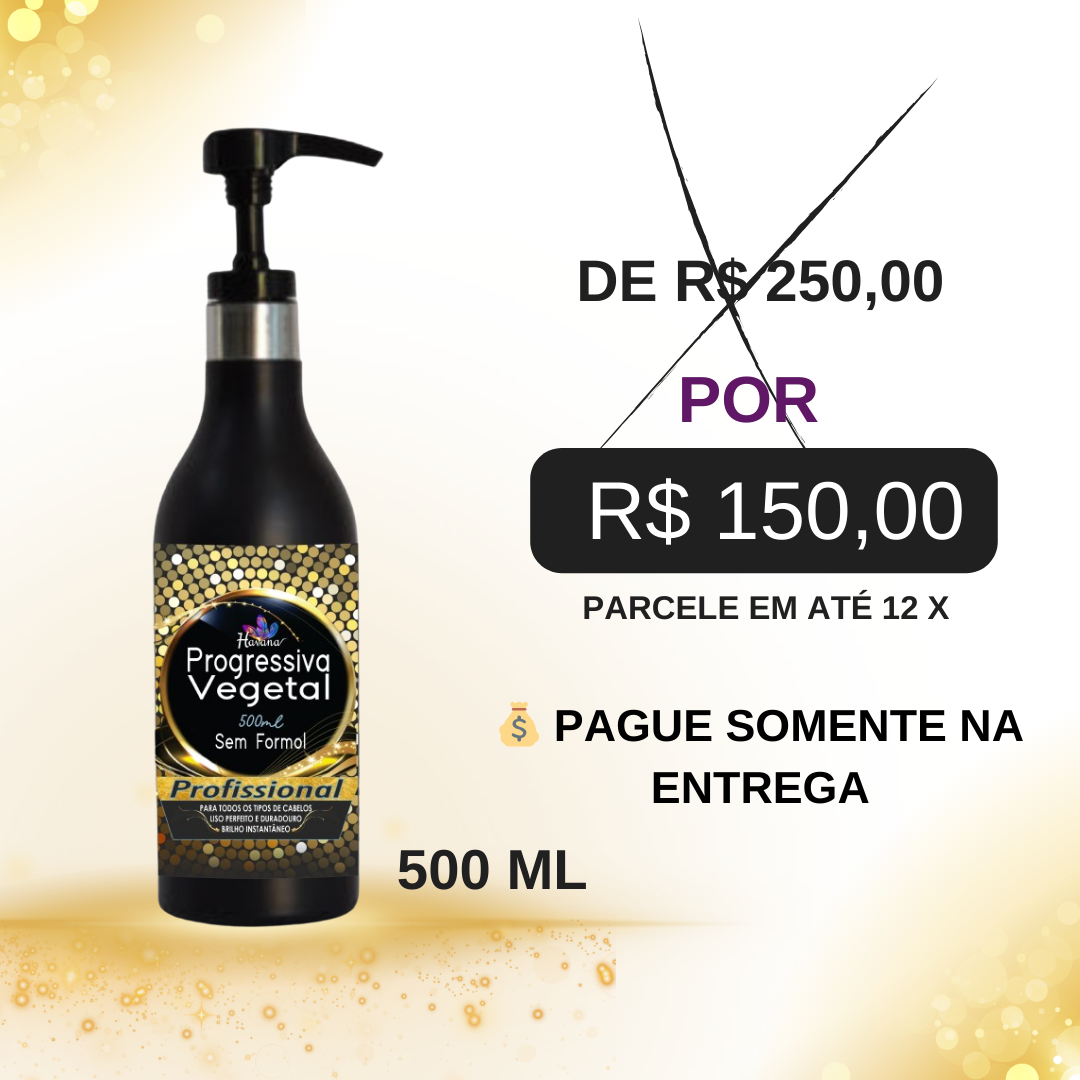 DE R$ 250,00
POR
R$ 150,00
PARCELE EM ATÉ 12 X
💰 PAGUE SOMENTE NA
ENTREGA
Havana
Progressiva
Vegetal
500ml
Sem Formol
Profissional
PARA TODOS OS TIPOS DE CABELOS
LISO PERFEITO E DURADOURO
BRILHO INSTANTÂNEO
500 ML